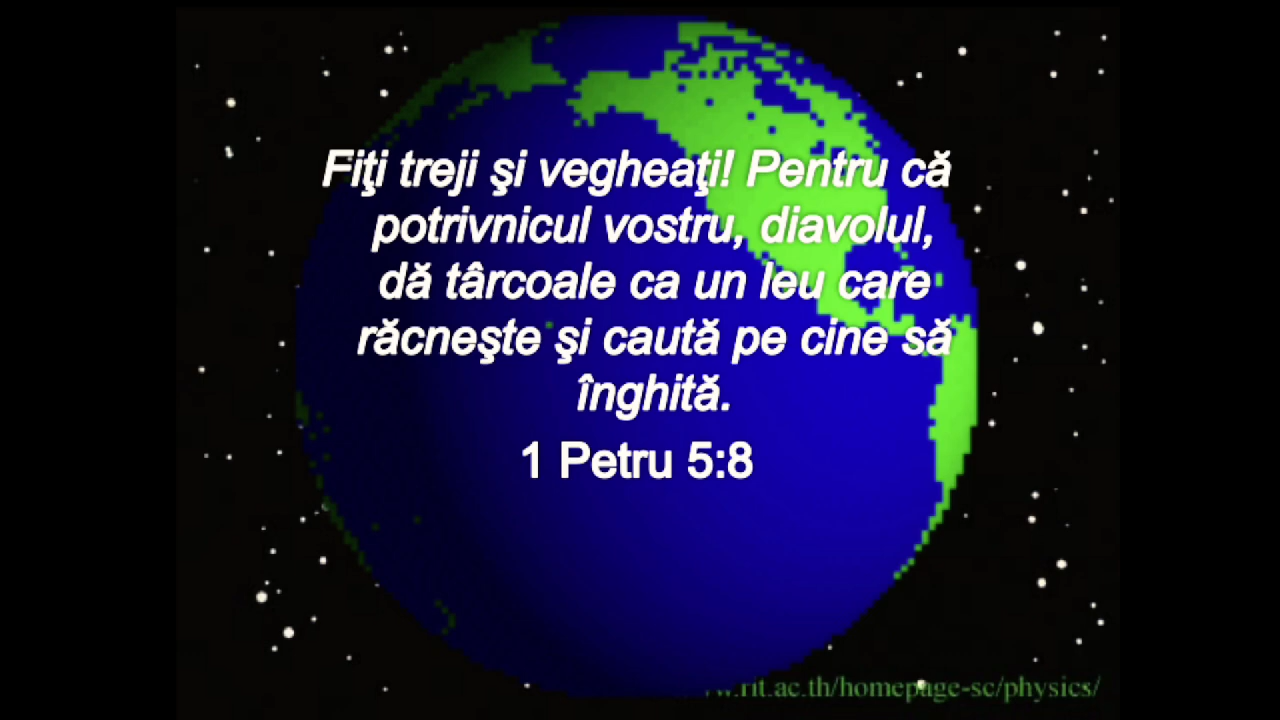 Fiţi treji şi vegheaţi! Pentru că
potrivnicul vostru, diavolul,
dă târcoale ca un leu care
răcneşte şi caută pe cine să
înghită.
1 Petru 5:8
.rit.ac.th/homepage-sc/physics/